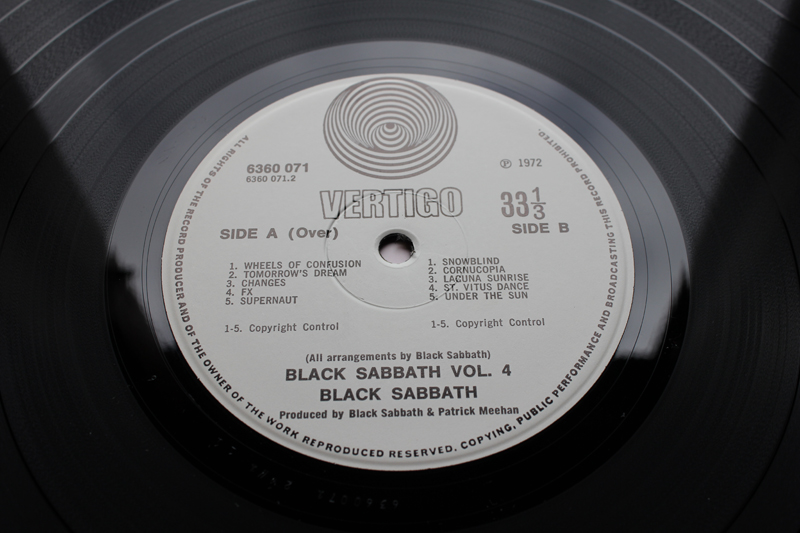 6360 071
6360 071.2
℗ 1972
VERTIGO
33 1/3
SIDE A (Over)
SIDE B
1. WHEELS OF CONFUSION
2. TOMORROW'S DREAM
3. CHANGES
4. FX
5. SUPERNAUT
1. SNOWBLIND
2. CORNUCOPIA
3. LAGUNA SUNRISE
4. ST. VITUS DANCE
5. UNDER THE SUN
1-5. Copyright Control
1-5. Copyright Control
(All arrangements by Black Sabbath)
BLACK SABBATH VOL. 4
BLACK SABBATH
Produced by Black Sabbath & Patrick Meehan
ALL RIGHTS OF THE RECORD PRODUCER AND OF THE OWNER OF THE WORK REPRODUCED RESERVED. COPYING, PUBLIC PERFORMANCE AND BROADCASTING THIS RECORD PROHIBITED.